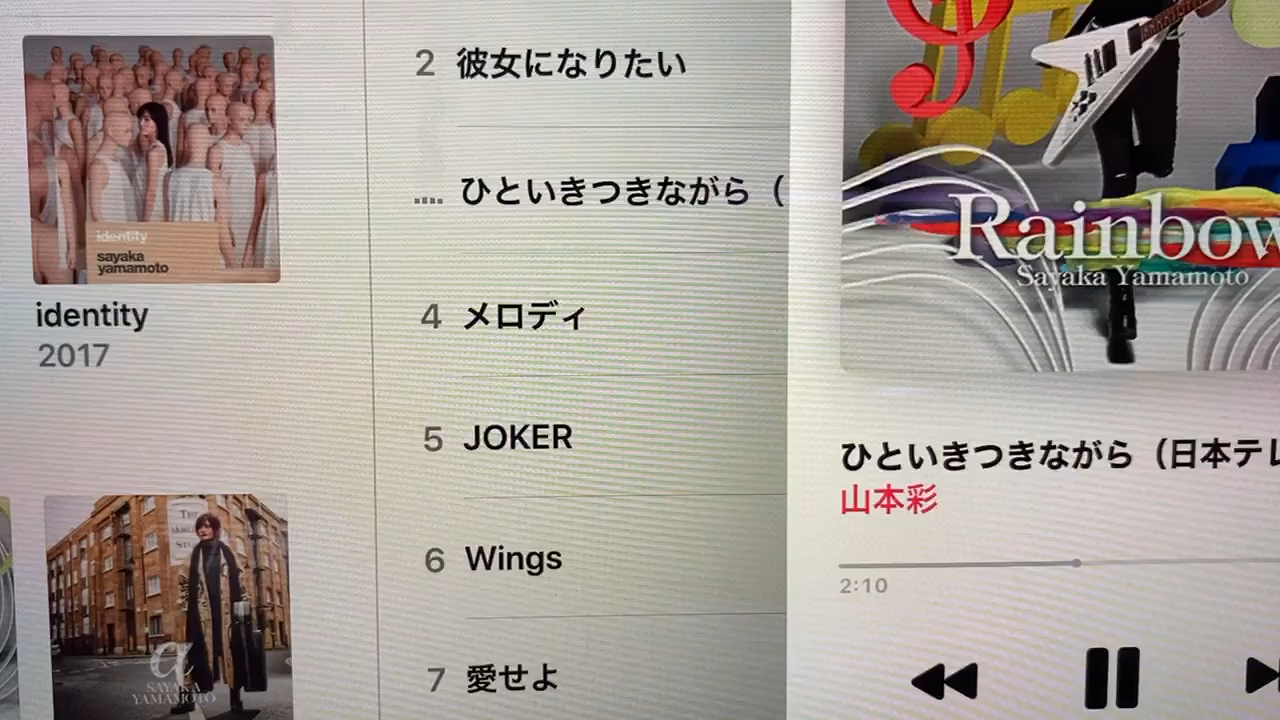 identity
sayaka
yamamoto
identity
2017
THE
a
SAYAKA
YAMAMOTO
2 彼女になりたい
ひといきつきながら（
4 メロディ
5 JOKER
6 Wings
7 愛せよ
Rainbow
Sayaka Yamamoto
ひといきつきながら（日本テレ
山本彩
2:10